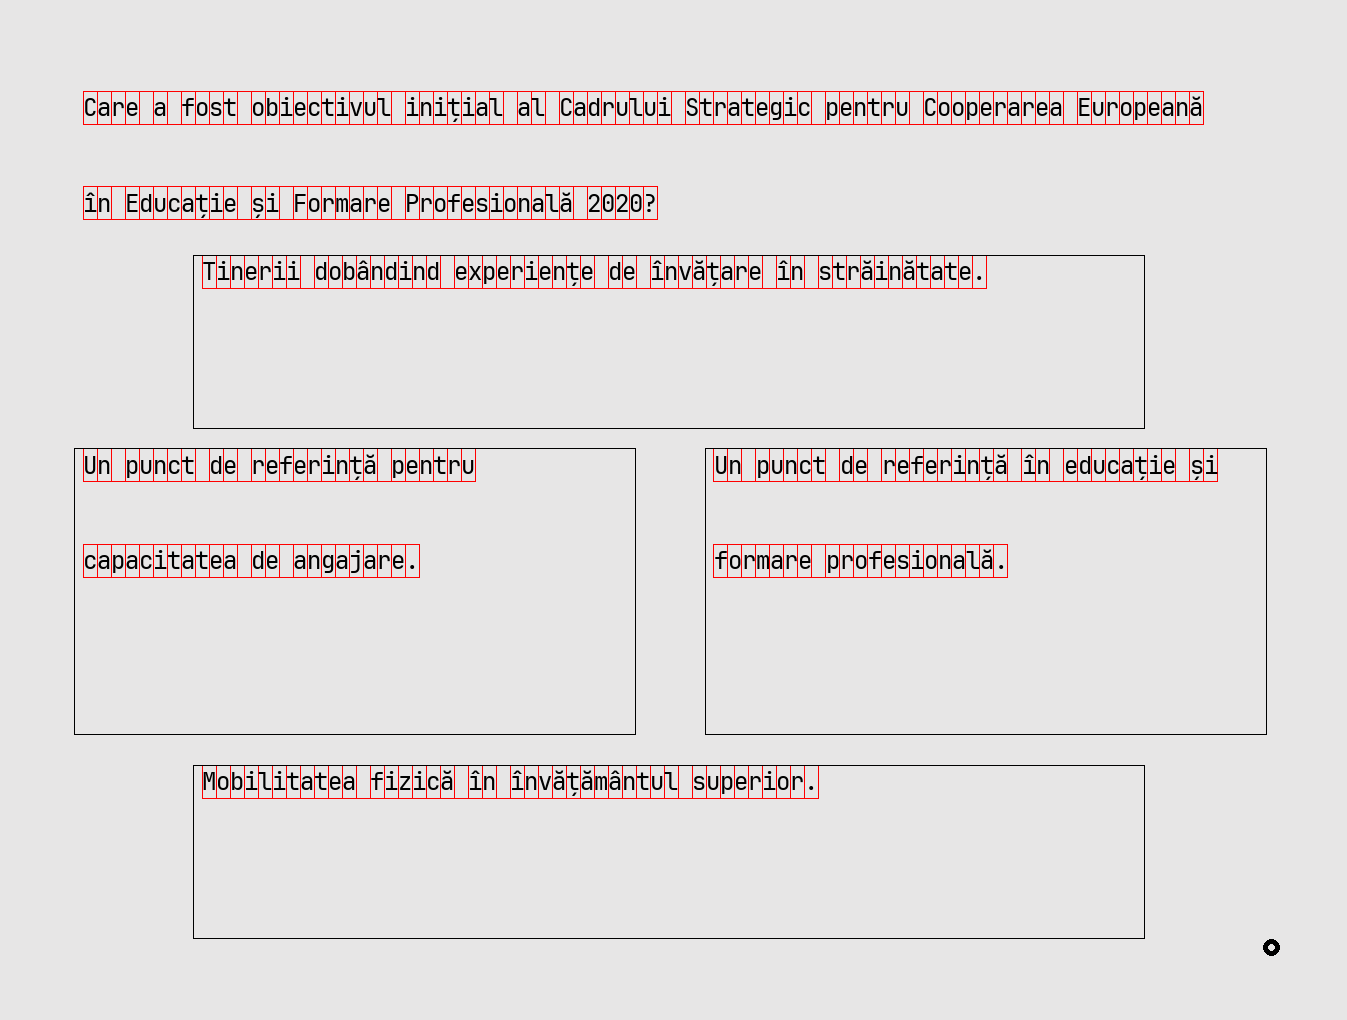 Care a fost obiectivul inițial al Cadrului Strategic pentru Cooperarea Europeană
în Educație și Formare Profesională 2020?
Tinerii dobândind experiențe de învățare în străinătate.
Un punct de referință pentru
capacitatea de angajare.
Un punct de referință în educație și
formare profesională.
Mobilitatea fizică în învățământul superior.